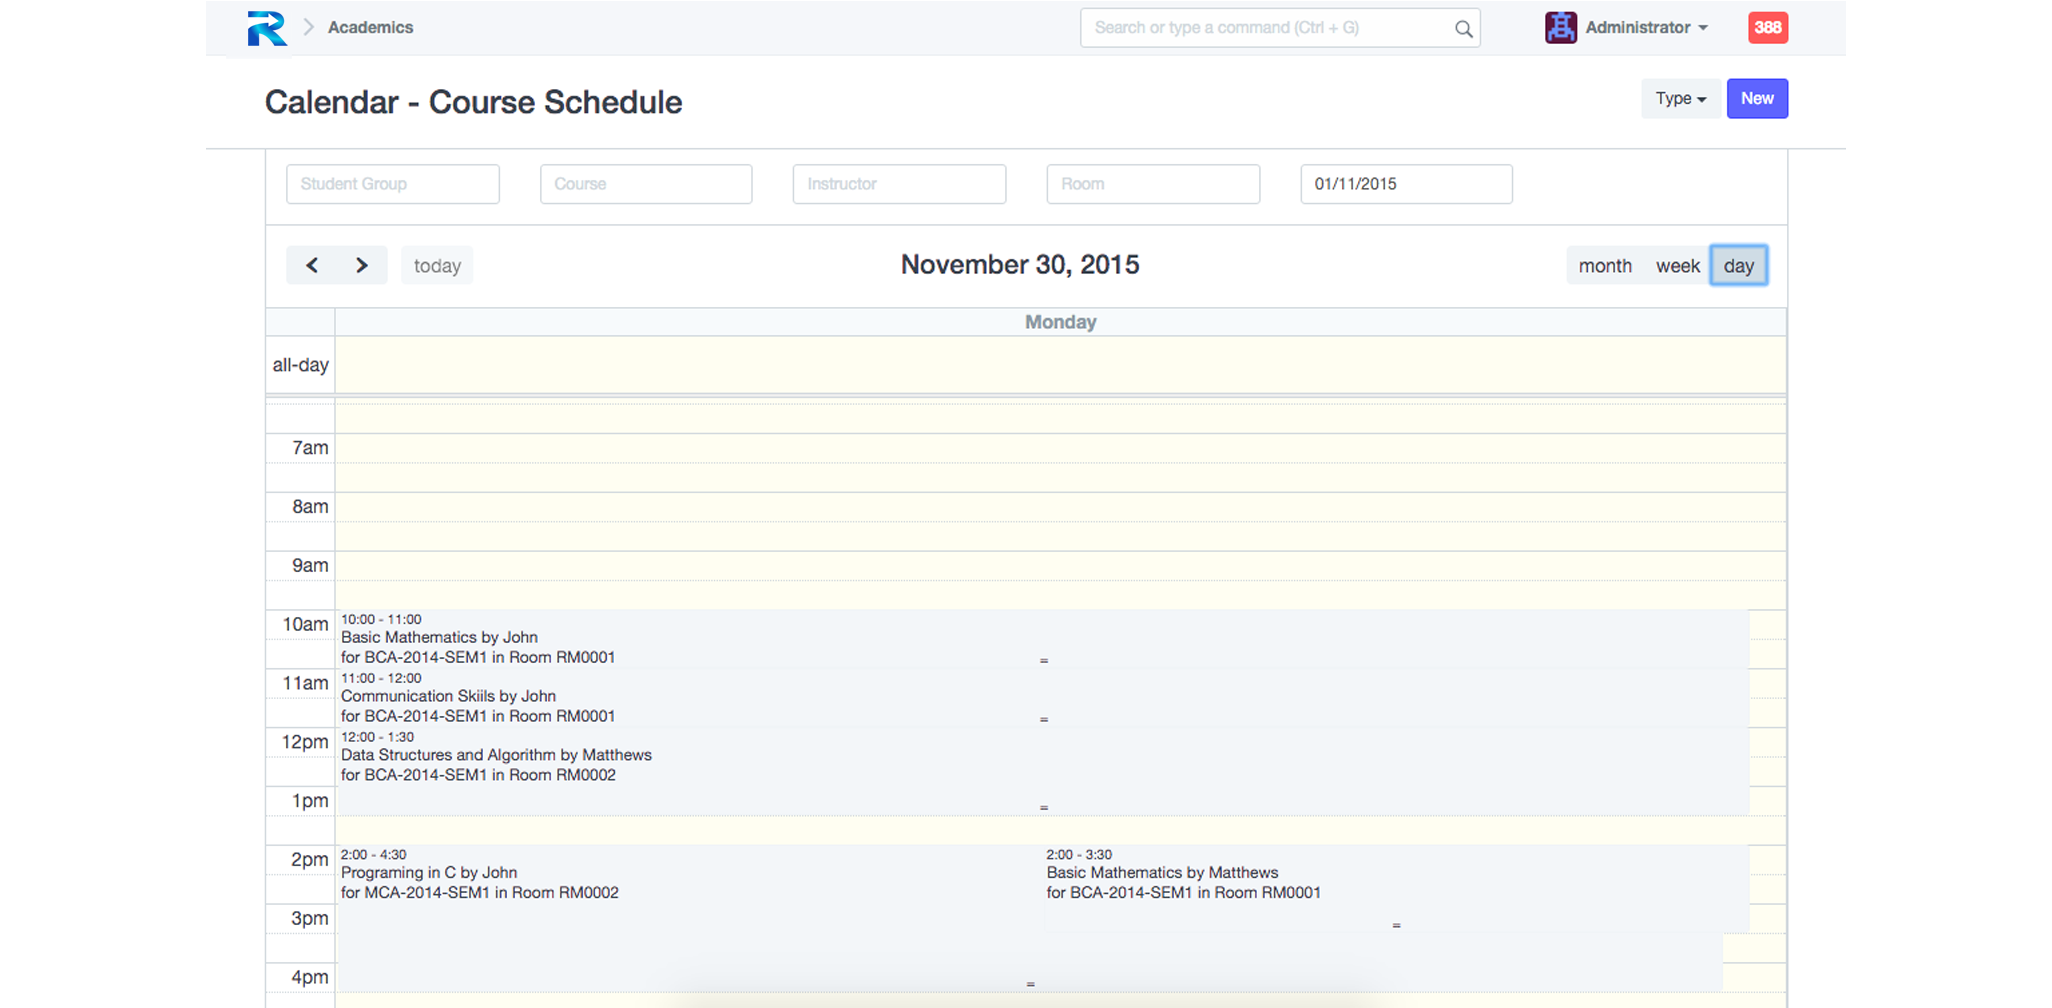 Academics
Search or type a command (Ctrl + G)
Administrator
388
Calendar - Course Schedule
Type
New
Student Group
Course
Instructor
Room
01/11/2015
today
November 30, 2015
month
week
day
Monday
all-day
7am
8am
9am
10am
10:00 - 11:00
Basic Mathematics by John
for BCA-2014-SEM1 in Room RM0001
11am
11:00 - 12:00
Communication Skiils by John
for BCA-2014-SEM1 in Room RM0001
12pm
12:00 - 1:30
Data Structures and Algorithm by Matthews
for BCA-2014-SEM1 in Room RM0002
1pm
2pm
2:00 - 4:30
Programing in C by John
for MCA-2014-SEM1 in Room RM0002
2:00 - 3:30
Basic Mathematics by Matthews
for BCA-2014-SEM1 in Room RM0001
3pm
4pm